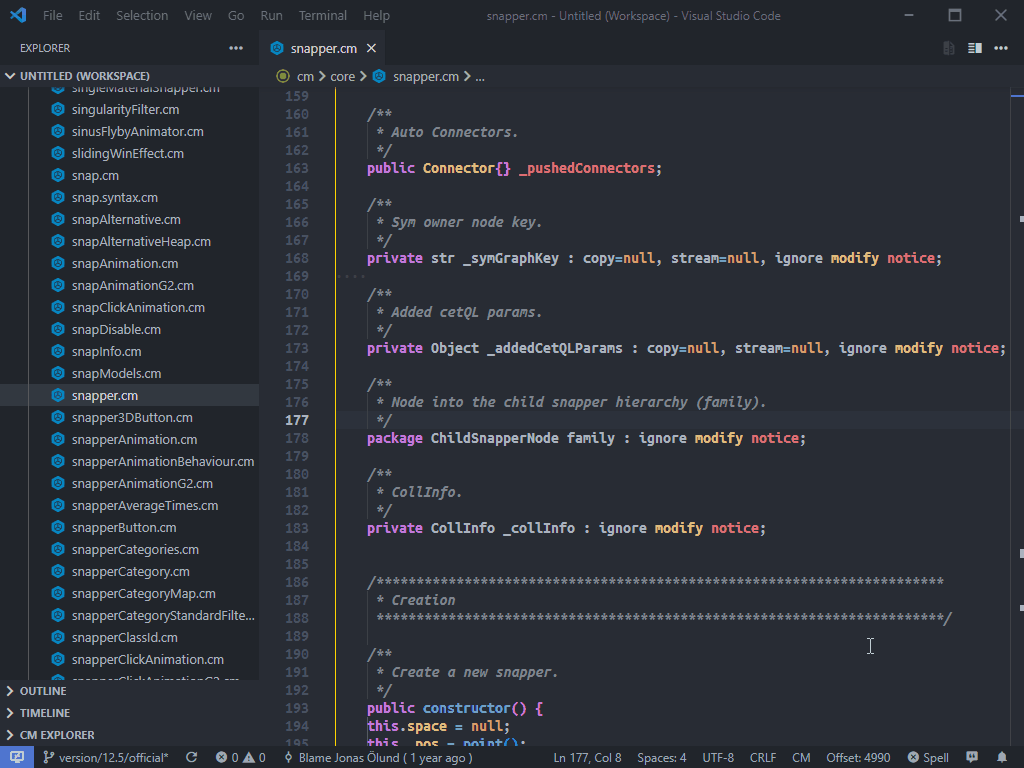 File Edit Selection View Go Run Terminal Help snapper.cm - Untitled (Workspace) - Visual Studio Code
EXPLORER
snapper.cm
UNTITLED (WORKSPACE)
cm > core > snapper.cm > ...
singleMaterialSnapper.cm
singularityFilter.cm
sinusFlybyAnimator.cm
slidingWinEffect.cm
snap.cm
snap.syntax.cm
snapAlternative.cm
snapAlternativeHeap.cm
snapAnimation.cm
snapAnimationG2.cm
snapClickAnimation.cm
snapDisable.cm
snapInfo.cm
snapModels.cm
snapper.cm
snapper3DButton.cm
snapperAnimation.cm
snapperAnimationBehaviour.cm
snapperAnimationG2.cm
snapperAverageTimes.cm
snapperButton.cm
snapperCategories.cm
snapperCategory.cm
snapperCategoryMap.cm
snapperCategoryStandardFilte...
snapperClassId.cm
snapperClickAnimation.cm
snapperClickAnimationG2.cm
OUTLINE
TIMELINE
CM EXPLORER
159
160 /**
161 * Auto Connectors.
162 */
163 public Connector{} _pushedConnectors;
164
165 /**
166 * Sym owner node key.
167 */
168 private str _symGraphKey : copy=null, stream=null, ignore modify notice;
169 ····
170 /**
171 * Added cetQL params.
172 */
173 private Object _addedCetQLParams : copy=null, stream=null, ignore modify notice;
174
175 /**
176 * Node into the child snapper hierarchy (family).
177 */
178 package ChildSnapperNode family : ignore modify notice;
179
180 /**
181 * CollInfo.
182 */
183 private CollInfo _collInfo : ignore modify notice;
184
185
186 /***********************************************************************
187 * Creation
188 ***********************************************************************/
189
190 /**
191 * Create a new snapper.
192 */
193 public constructor() {
194 this.space = null;
195 this._pos = point();
version/12.5/official* 0 0 Blame Jonas Ölund ( 1 year ago ) Ln 177, Col 8 Spaces: 4 UTF-8 CRLF CM Offset: 4990 Spell